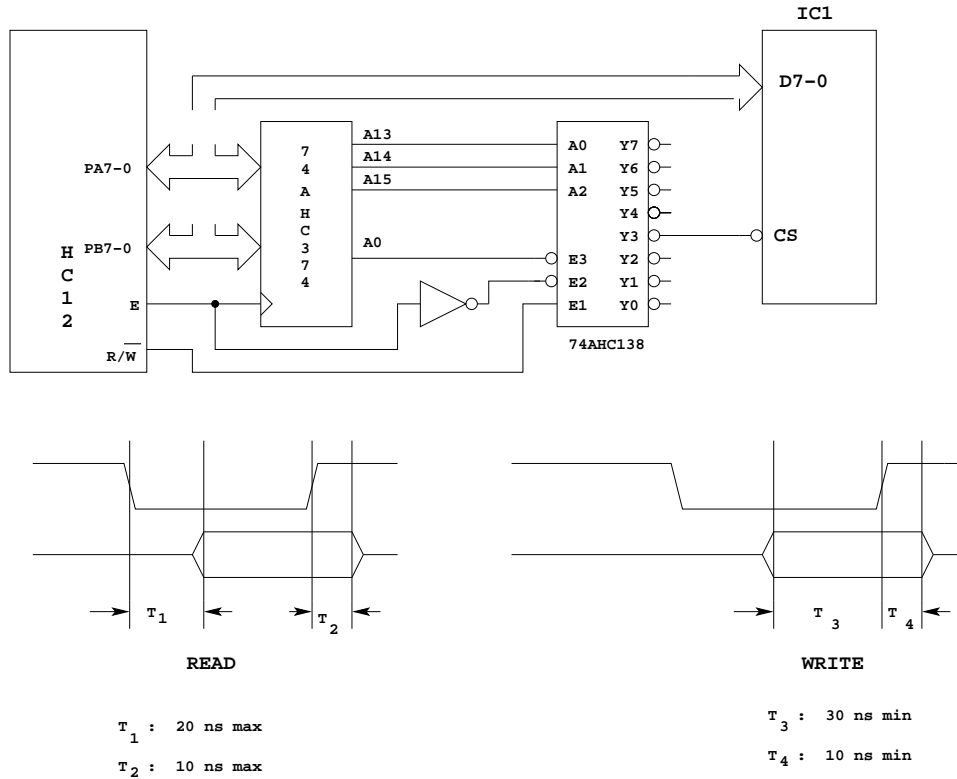 IC1
D7-0
CS
HC12
PA7-0
PB7-0
E
R/W
74AHC374
A13
A14
A15
A0
A0
A1
A2
E3
E2
E1
Y7
Y6
Y5
Y4
Y3
Y2
Y1
Y0
74AHC138
T1
T2
READ
T1 : 20 ns max
T2 : 10 ns max
T3
T4
WRITE
T3 : 30 ns min
T4 : 10 ns min